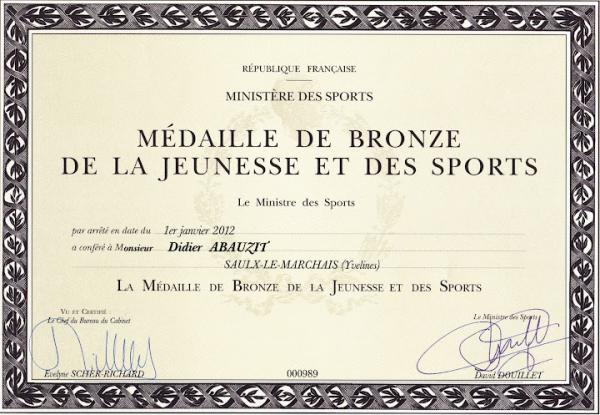 RÉPUBLIQUE FRANÇAISE
MINISTÈRE DES SPORTS
MÉDAILLE DE BRONZE
DE LA JEUNESSE ET DES SPORTS
Le Ministre des Sports
par arrêté en date du 1er janvier 2012
a conféré à Monsieur Didier ABAUZIT
SAULX-LE-MARCHAIS (Yvelines)
LA MÉDAILLE DE BRONZE DE LA JEUNESSE ET DES SPORTS
VU ET CERTIFIÉ :
Le Chef du Bureau du Cabinet
Le Ministre des Sports
Evelyne SCHER-RICHARD
000989
David DOUILLET